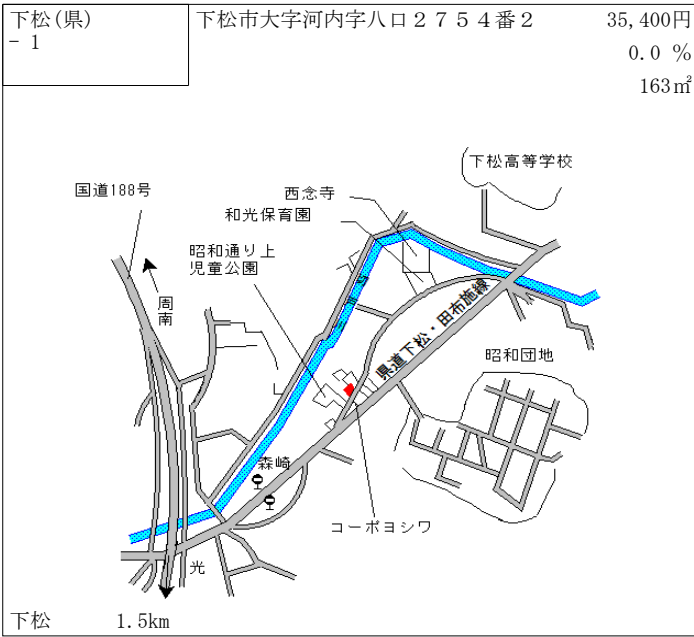 下松(県)
－1
下松市大字河内字八口２７５４番２
35,400円
0.0 %
163㎡
下松高等学校
国道188号
西念寺
和光保育園
昭和通り上
児童公園
周南
県道下松・田布施線
昭和団地
森崎
コーポヨシワ
光
下松
1.5km